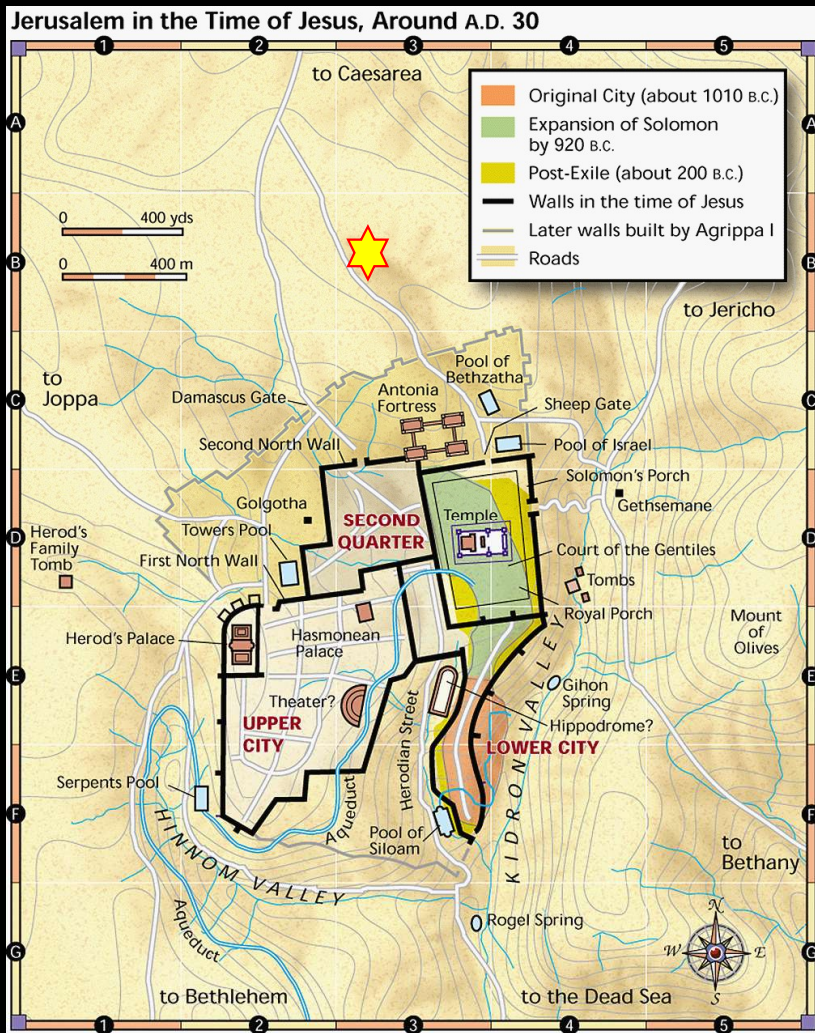 Jerusalem in the Time of Jesus, Around A.D. 30
1 2 3 4 5
to Caesarea
Original City (about 1010 B.C.)
Expansion of Solomon
by 920 B.C.
Post-Exile (about 200 B.C.)
Walls in the time of Jesus
Later walls built by Agrippa I
Roads
A A
0 400 yds
0 400 m
B B
to Jericho
to
Joppa
Pool of
Bethzatha
Antonia
Fortress
Damascus Gate
Sheep Gate
C C
Second North Wall
Pool of Israel
Solomon's Porch
Gethsemane
Golgotha
Towers Pool
SECOND
QUARTER
Temple
Herod's
Family
Tomb
D D
First North Wall
Court of the Gentiles
Tombs
Royal Porch
Herod's Palace
Hasmonean
Palace
Mount
of
Olives
E E
Gihon
Spring
Theater?
Hippodrome?
UPPER
CITY
LOWER CITY
Herodian Street
Serpents Pool
Aqueduct
Pool of
Siloam
F F
KIDRON VALLEY
to
Bethany
HINNOM VALLEY
Aqueduct
Rogel Spring
G G
N
W E
S
to Bethlehem
to the Dead Sea
1 2 3 4 5